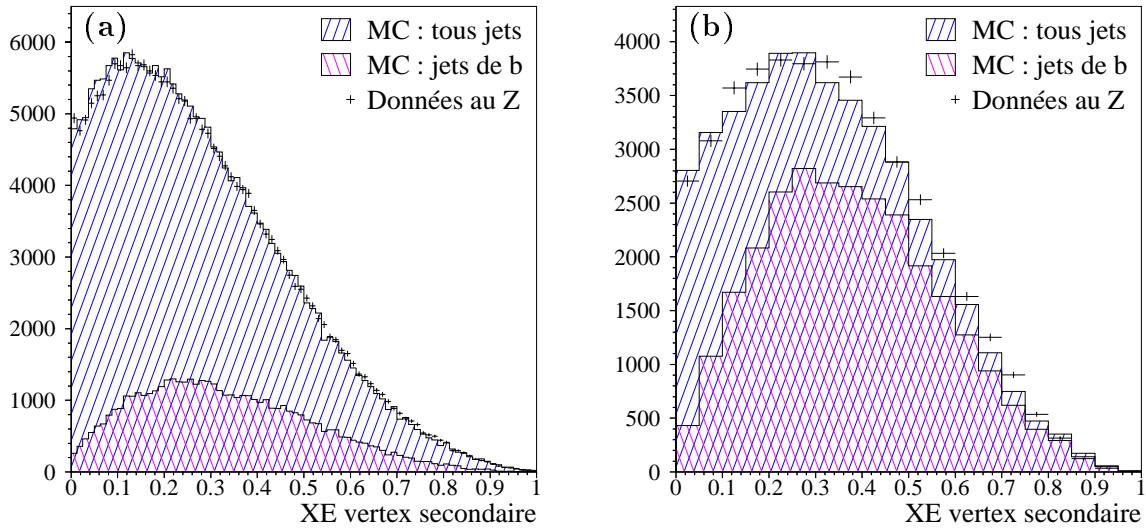 (a)
MC : tous jets
MC : jets de b
Données au Z
6000
5000
4000
3000
2000
1000
0
0 0.1 0.2 0.3 0.4 0.5 0.6 0.7 0.8 0.9 1
XE vertex secondaire
(b)
MC : tous jets
MC : jets de b
Données au Z
4000
3500
3000
2500
2000
1500
1000
500
0
0 0.1 0.2 0.3 0.4 0.5 0.6 0.7 0.8 0.9 1
XE vertex secondaire